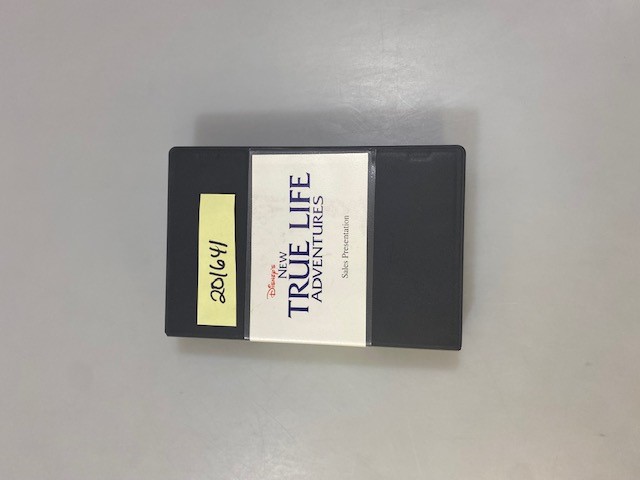 201641
Disney's
NEW
TRUE LIFE
ADVENTURES
Sales Presentation